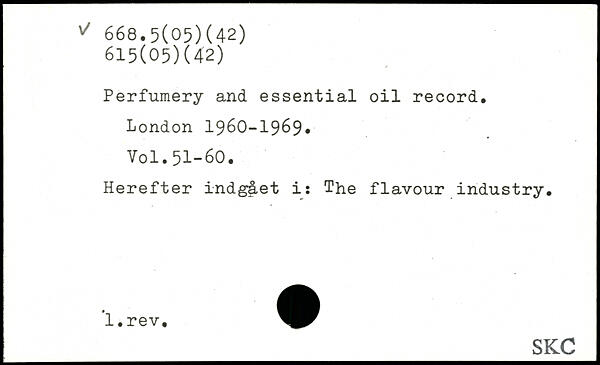 ✓ 668.5(05)(42)
615(05)(42)
Perfumery and essential oil record.
London 1960-1969.
Vol.51-60.
Herefter indgået i: The flavour industry.
1.rev.
SKC